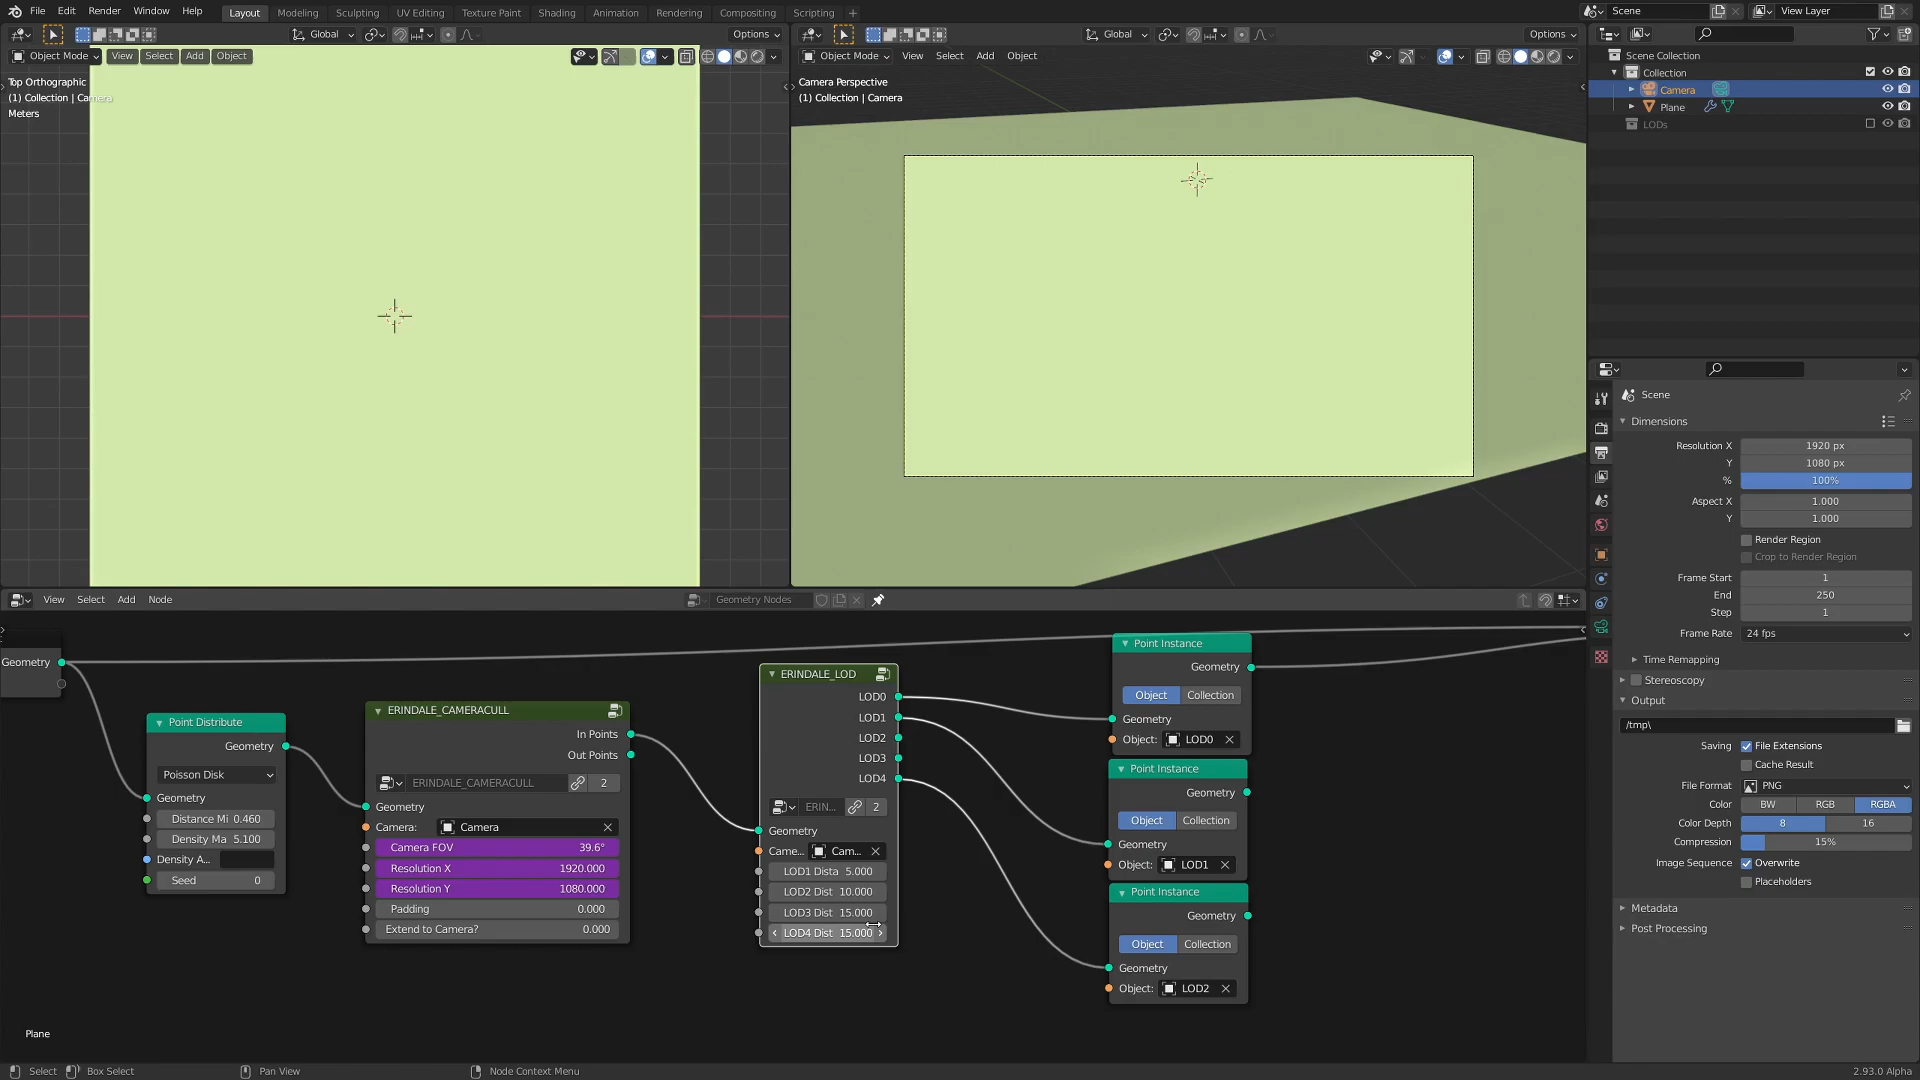 File Edit Render Window Help Layout Modeling Sculpting UV Editing Texture Paint Shading Animation Rendering Compositing Scripting + Scene View Layer
Global Options Global Options
Object Mode View Select Add Object Object Mode View Select Add Object
Top Orthographic
(1) Collection | Camera
Meters
Camera Perspective
(1) Collection | Camera
Scene Collection
Collection
Camera
Plane
LODs
Scene
Dimensions
Resolution X 1920 px
Y 1080 px
% 100%
Aspect X 1.000
Y 1.000
Render Region
Crop to Render Region
Frame Start 1
End 250
Step 1
Frame Rate 24 fps
Time Remapping
Stereoscopy
Output
/tmp\
Saving File Extensions
Cache Result
File Format PNG
Color BW RGB RGBA
Color Depth 8 16
Compression 15%
Image Sequence Overwrite
Placeholders
Metadata
Post Processing
View Select Add Node Geometry Nodes
Geometry
Point Distribute
Geometry
Poisson Disk
Geometry
Distance Mi 0.460
Density Ma 5.100
Density A...
Seed 0
ERINDALE_CAMERACULL
In Points
Out Points
ERINDALE_CAMERACULL 2
Geometry
Camera: Camera
Camera FOV 39.6°
Resolution X 1920.000
Resolution Y 1080.000
Padding 0.000
Extend to Camera? 0.000
ERINDALE_LOD
LOD0
LOD1
LOD2
LOD3
LOD4
ERIN... 2
Geometry
Came... Cam...
LOD1 Dista 5.000
LOD2 Dist 10.000
LOD3 Dist 15.000
LOD4 Dist 15.000
Point Instance
Geometry
Object Collection
Geometry
Object: LOD0
Point Instance
Geometry
Object Collection
Geometry
Object: LOD1
Point Instance
Geometry
Object Collection
Geometry
Object: LOD2
Plane
Select Box Select Pan View Node Context Menu 2.93.0 Alpha